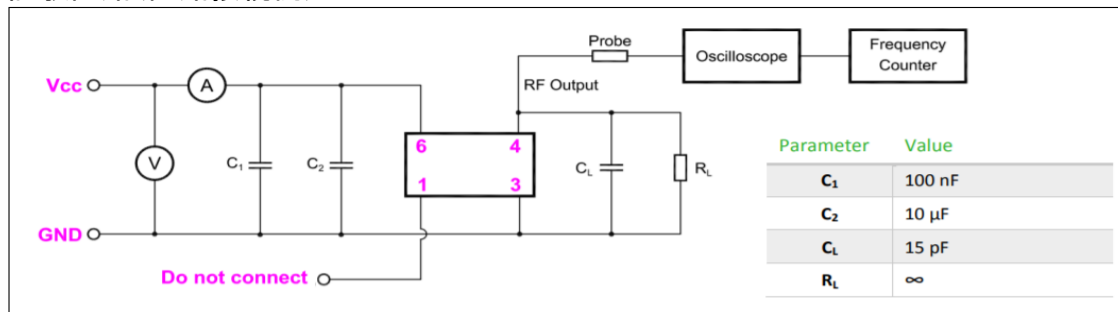 Probe
Oscilloscope
Frequency
Counter
Vcc
A
RF Output
V
C₁
C₂
6
4
1
3
C_L
R_L
GND
Do not connect
Parameter Value
C₁ 100 nF
C₂ 10 µF
C_L 15 pF
R_L ∞